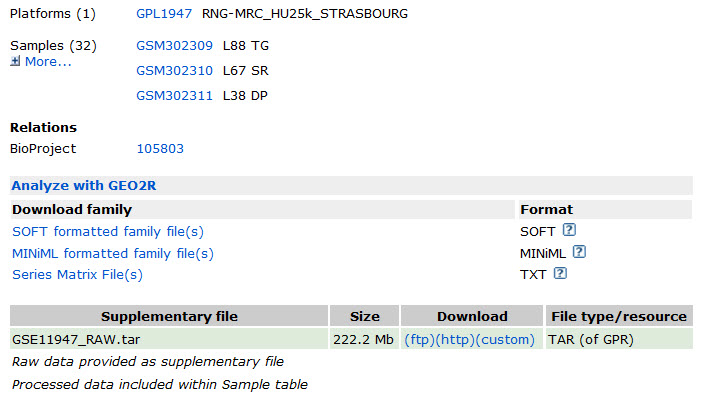 Platforms (1) GPL1947 RNG-MRC_HU25k_STRASBOURG
Samples (32) GSM302309 L88 TG
More... GSM302310 L67 SR
GSM302311 L38 DP
Relations
BioProject 105803
Analyze with GEO2R
Download family Format
SOFT formatted family file(s) SOFT ?
MINiML formatted family file(s) MINiML ?
Series Matrix File(s) TXT ?
Supplementary file Size Download File type/resource
GSE11947_RAW.tar 222.2 Mb (ftp)(http)(custom) TAR (of GPR)
Raw data provided as supplementary file
Processed data included within Sample table